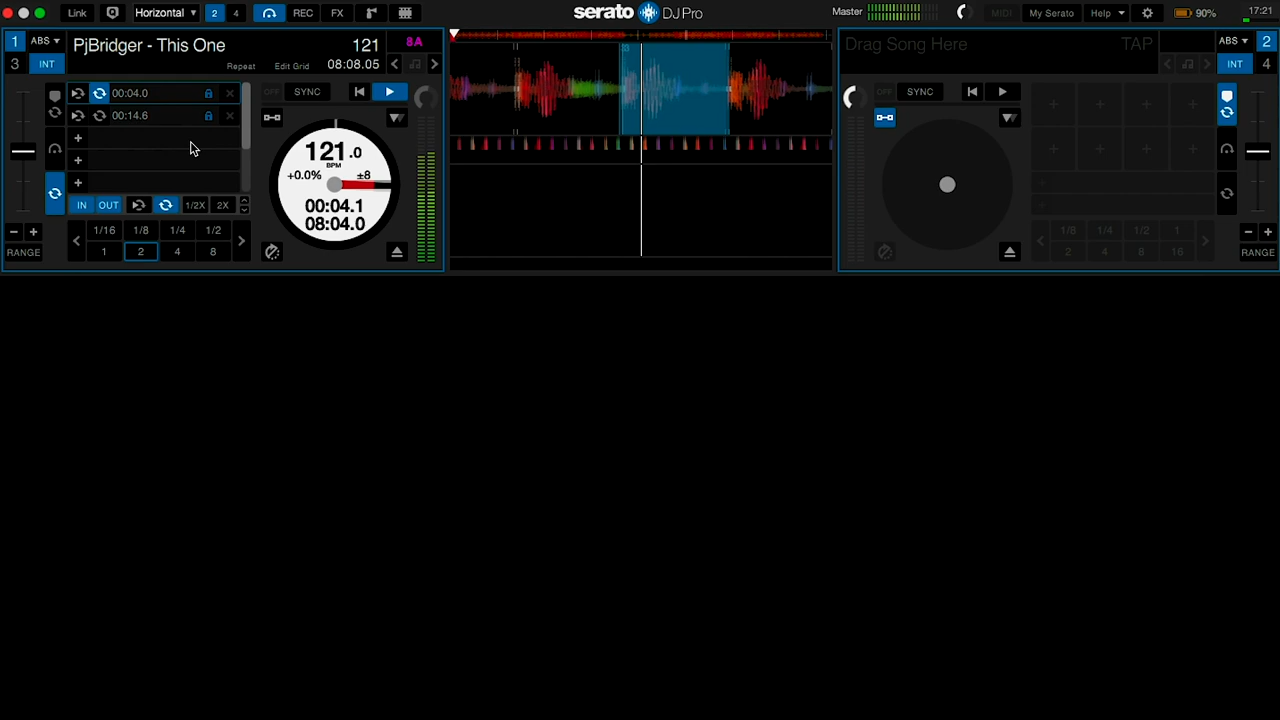 Link Horizontal 2 4 REC FX serato DJ Pro Master MIDI My Serato Help 90% 17:21
1 ABS PjBridger - This One 121 8A
3 INT Repeat Edit Grid 08:08.05
00:04.0
00:14.6
IN OUT 1/2X 2X
1/16 1/8 1/4 1/2
RANGE 1 2 4 8
OFF SYNC
121.0
BPM
+0.0% ±8
00:04.1
08:04.0
Drag Song Here TAP ABS 2
INT 4
OFF SYNC
1/8 1/4 1/2 1
2 4 8 16 RANGE